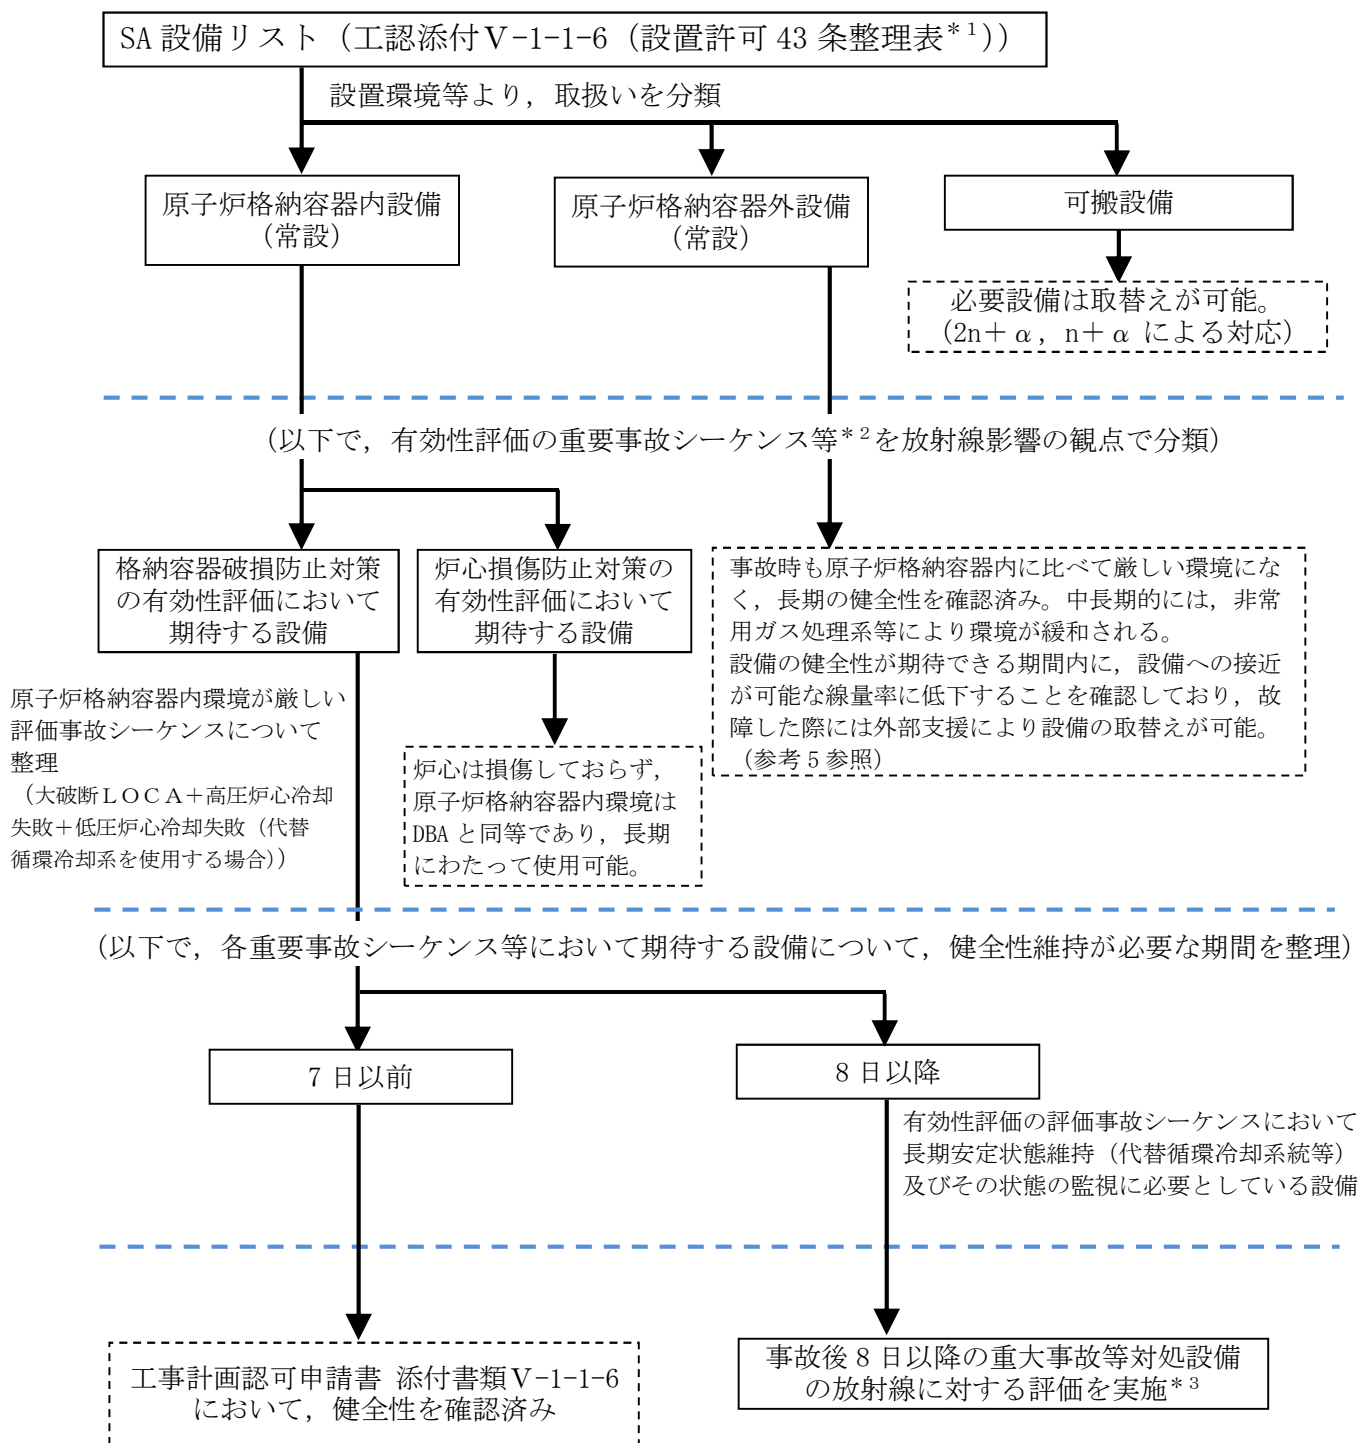 SA 設備リスト（工認添付Ⅴ-1-1-6（設置許可 43 条整理表*1））
設置環境等より，取扱いを分類
原子炉格納容器内設備
（常設）
原子炉格納容器外設備
（常設）
可搬設備
必要設備は取替えが可能。
（2n＋α，n＋α による対応）
（以下で，有効性評価の重要事故シーケンス等*2を放射線影響の観点で分類）
格納容器破損防止対策
の有効性評価において
期待する設備
炉心損傷防止対策の
有効性評価において
期待する設備
事故時も原子炉格納容器内に比べて厳しい環境にな
く，長期の健全性を確認済み。中長期的には，非常
用ガス処理系等により環境が緩和される。
設備の健全性が期待できる期間内に，設備への接近
が可能な線量率に低下することを確認しており，故
障した際には外部支援により設備の取替えが可能。
（参考 5 参照）
原子炉格納容器内環境が厳しい
評価事故シーケンスについて
整理
（大破断ＬＯＣＡ＋高圧炉心冷却
失敗＋低圧炉心冷却失敗（代替
循環冷却系を使用する場合））
炉心は損傷しておらず，
原子炉格納容器内環境は
DBA と同等であり，長期
にわたって使用可能。
（以下で，各重要事故シーケンス等において期待する設備について，健全性維持が必要な期間を整理）
7 日以前
8 日以降
有効性評価の評価事故シーケンスにおいて
長期安定状態維持（代替循環冷却系統等）
及びその状態の監視に必要としている設備
工事計画認可申請書 添付書類Ⅴ-1-1-6
において，健全性を確認済み
事故後 8 日以降の重大事故等対処設備
の放射線に対する評価を実施*3